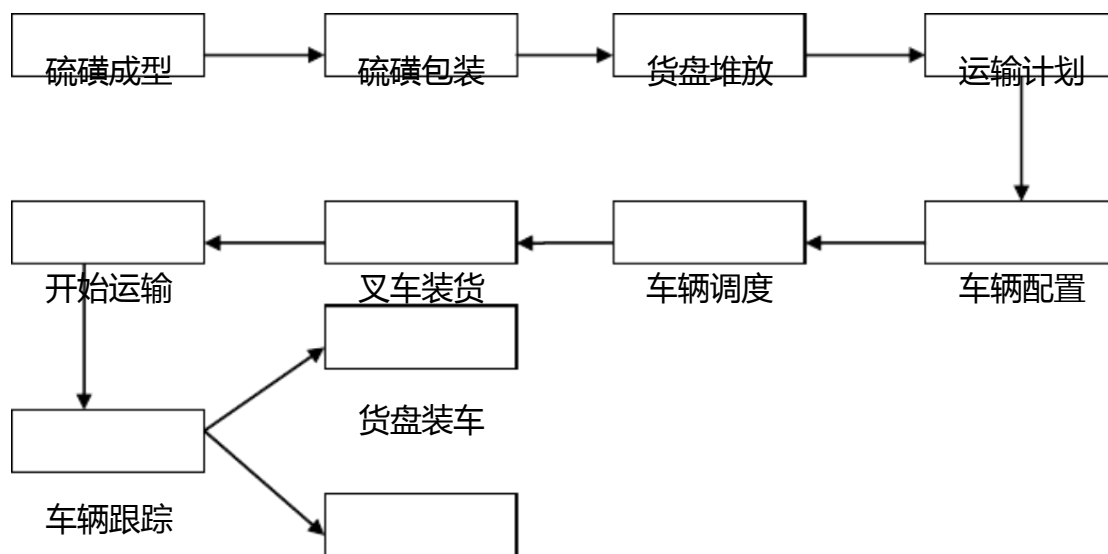 硫磺成型
硫磺包装
货盘堆放
运输计划
开始运输
叉车装货
车辆调度
车辆配置
货盘装车
车辆跟踪